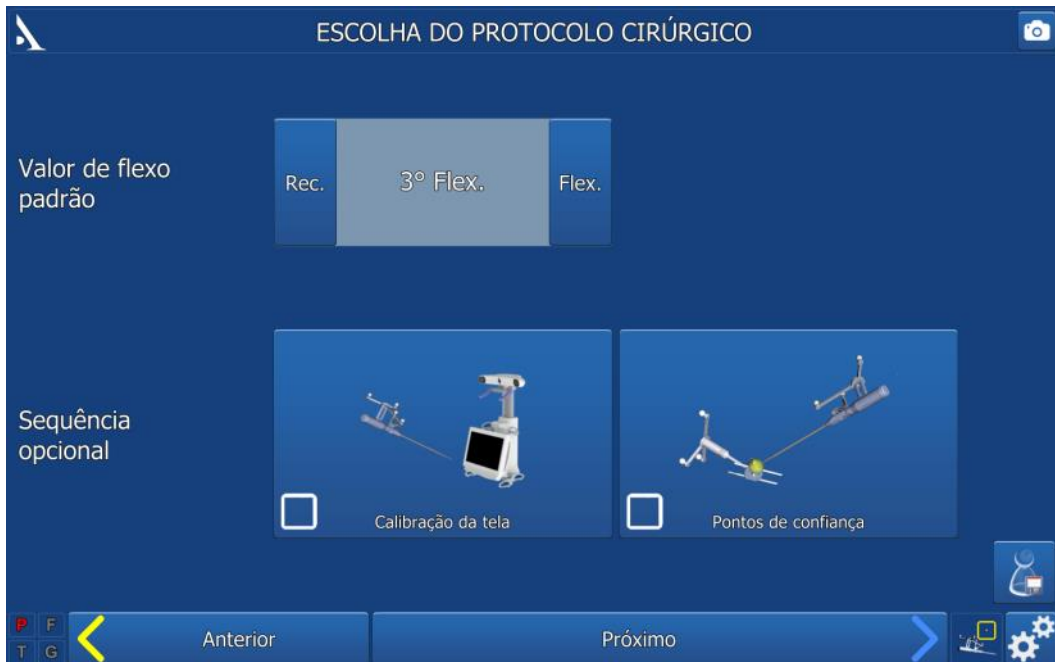 ESCOLHA DO PROTOCOLO CIRÚRGICO
Valor de flexo
padrão
Rec.
3° Flex.
Flex.
Sequência
opcional
Calibração da tela
Pontos de confiança
P F
T G
Anterior
Próximo